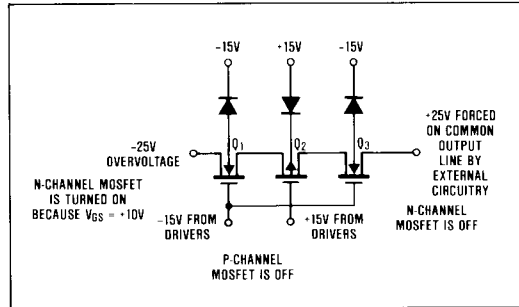 -15V
+15V
-15V
-25V
OVERVOLTAGE
Q1
Q2
Q3
+25V FORCED
ON COMMON
OUTPUT
LINE BY
EXTERNAL
CIRCUITRY
N-CHANNEL MOSFET
IS TURNED ON
BECAUSE VGS = +10V
-15V FROM
DRIVERS
+15V FROM
DRIVERS
N-CHANNEL
MOSFET IS OFF
P-CHANNEL
MOSFET IS OFF